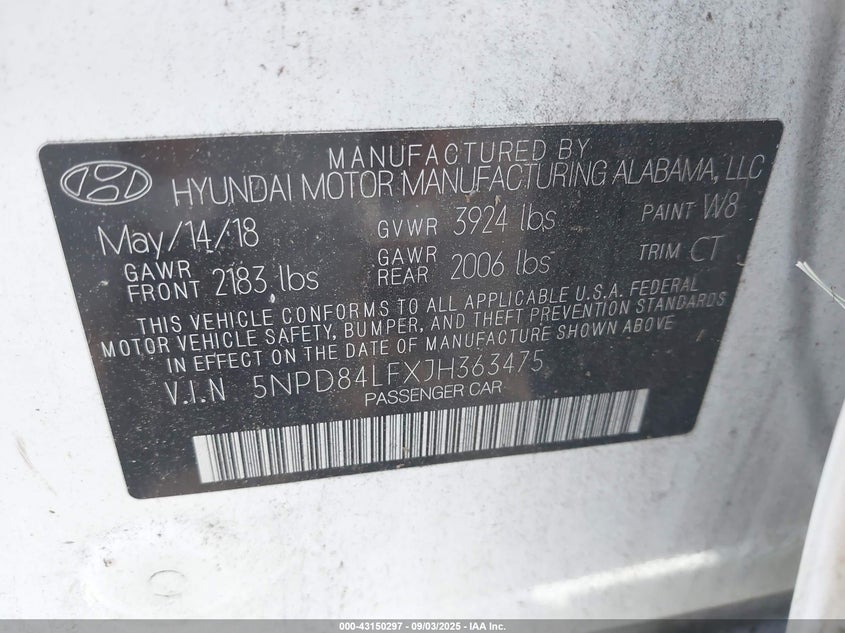 MANUFACTURED BY
HYUNDAI MOTOR MANUFACTURING ALABAMA, LLC
May/14/18 GVWR 3924 lbs PAINT W8
GAWR FRONT 2183 lbs GAWR REAR 2006 lbs TRIM CT
THIS VEHICLE CONFORMS TO ALL APPLICABLE U.S.A. FEDERAL
MOTOR VEHICLE SAFETY, BUMPER, AND THEFT PREVENTION STANDARDS
IN EFFECT ON THE DATE OF MANUFACTURE SHOWN ABOVE
V.I.N 5NPD84LFXJH363475
PASSENGER CAR
000-43150297 - 09/03/2025 - IAA Inc.